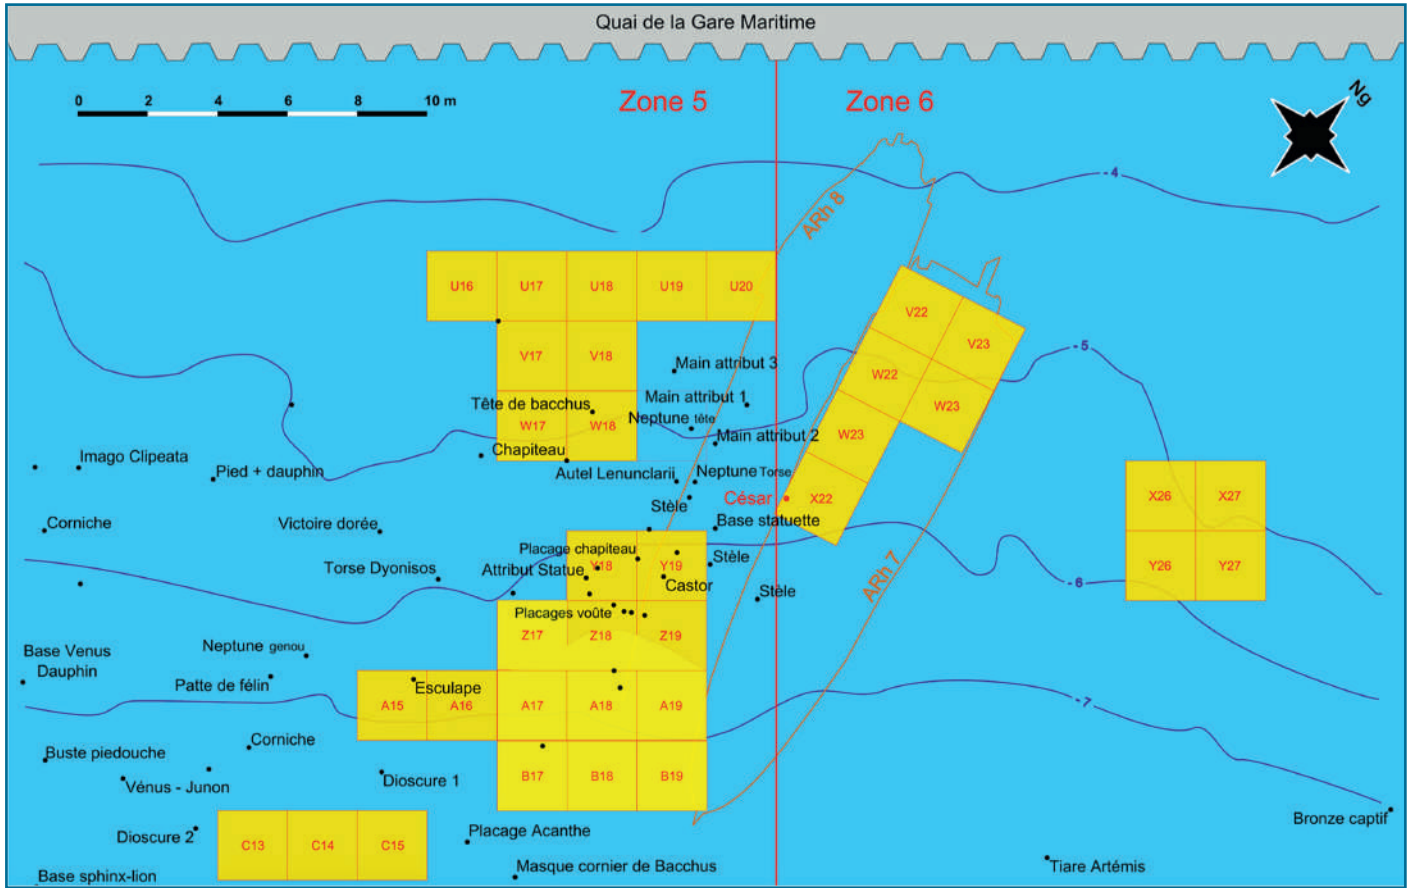 Quai de la Gare Maritime
0 2 4 6 8 10 m
Zone 5
Zone 6
Ng
- 4
ARh 8
U16 U17 U18 U19 U20
V22
V23
- 5
V17 V18
Main attribut 3
W22
Main attribut 1
Tête de bacchus
W23
Neptune tête
W17 W18
Main attribut 2
W23
Chapiteau
Imago Clipeata
Pied + dauphin
Autel Lenunclarii
Neptune Torse
César
X22
X26 X27
Stèle
Corniche
Victoire dorée
Base statuette
Placage chapiteau
Stèle
Torse Dyonisos
Attribut Statue
Y18 Y19
Y26 Y27
ARh 7
- 6
Castor
Stèle
Placages voûte
Z17 Z18 Z19
Neptune genou
Base Venus
Dauphin
Patte de félin
Esculape
A15 A16 A17 A18 A19
- 7
Corniche
Buste piedouche
Vénus - Junon
Dioscure 1
B17 B18 B19
Bronze captif
Dioscure 2
Placage Acanthe
C13 C14 C15
Masque cornier de Bacchus
Tiare Artémis
Base sphinx-lion